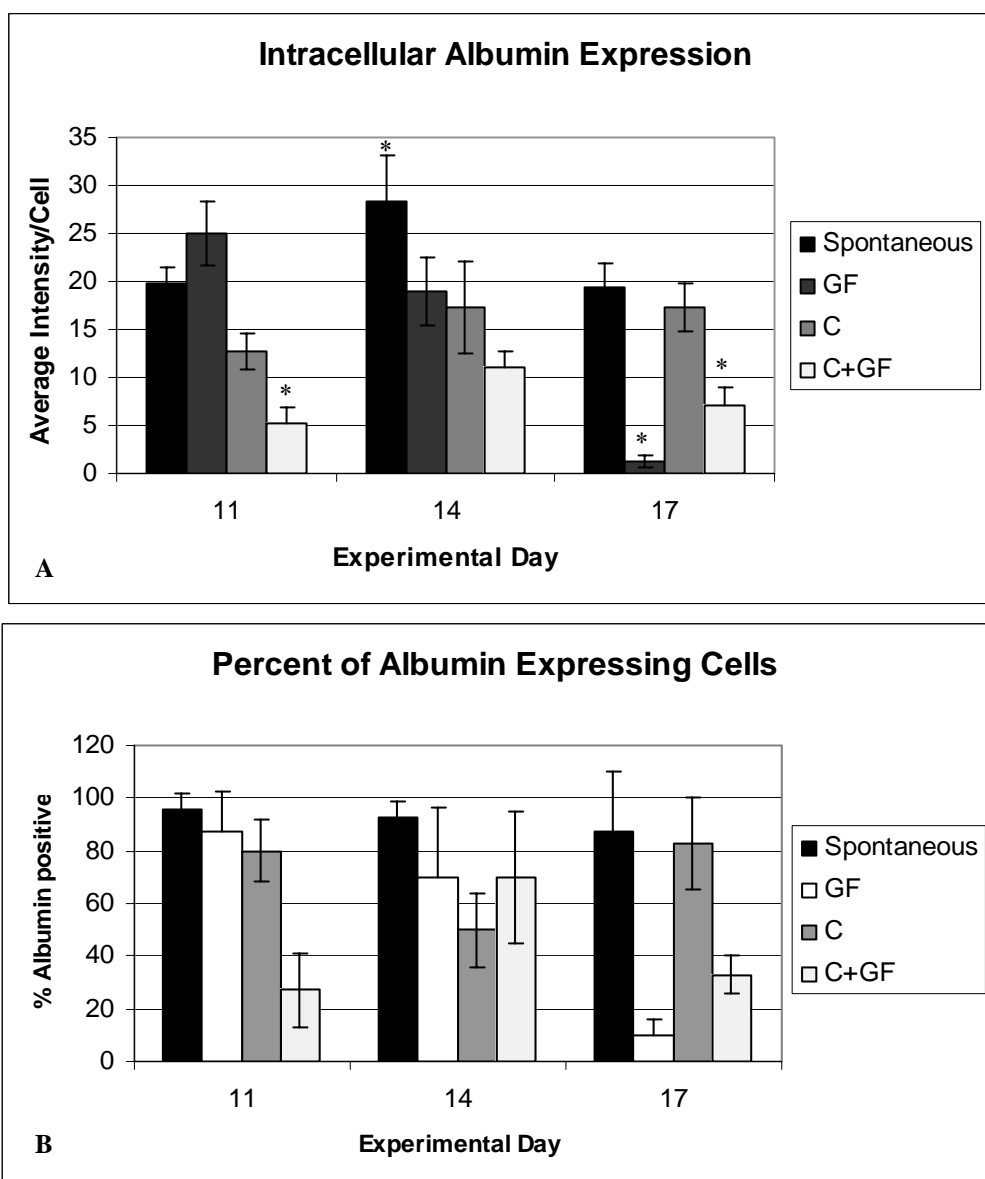 Intracellular Albumin Expression
35
30
25
20
15
10
5
0
Average Intensity/Cell
*
*
*
*
11 14 17
Experimental Day
A
Spontaneous
GF
C
C+GF
Percent of Albumin Expressing Cells
120
100
80
60
40
20
0
% Albumin positive
11 14 17
Experimental Day
B
Spontaneous
GF
C
C+GF